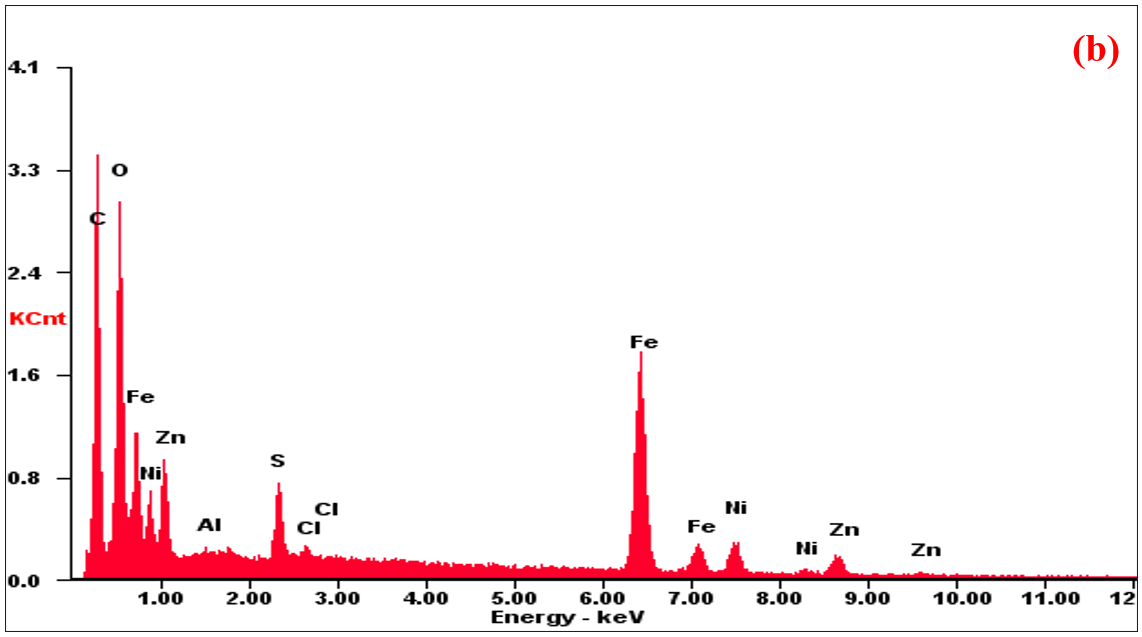 (b)
4.1
3.3
O
C
2.4
KCnt
Fe
1.6
Fe
Zn
S
0.8
Ni
Cl
Ni
Al
Cl
Fe
Zn
Ni
Zn
0.0
1.00 2.00 3.00 4.00 5.00 6.00 7.00 8.00 9.00 10.00 11.00 12
Energy - keV